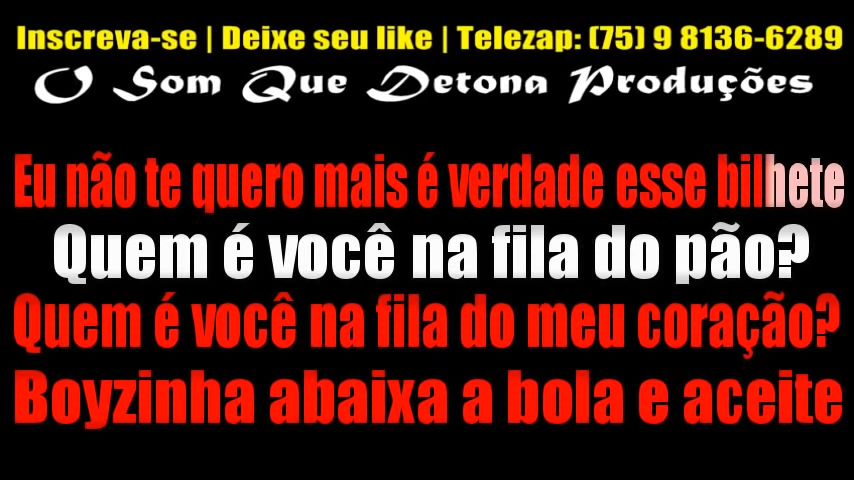 Inscreva-se | Deixe seu like | Telezap: (75) 9 8136-6289
O Som Que Detona Produções
Eu não te quero mais é verdade esse bilhete
Quem é você na fila do pão?
Quem é você na fila do meu coração?
Boyzinha abaixa a bola e aceite